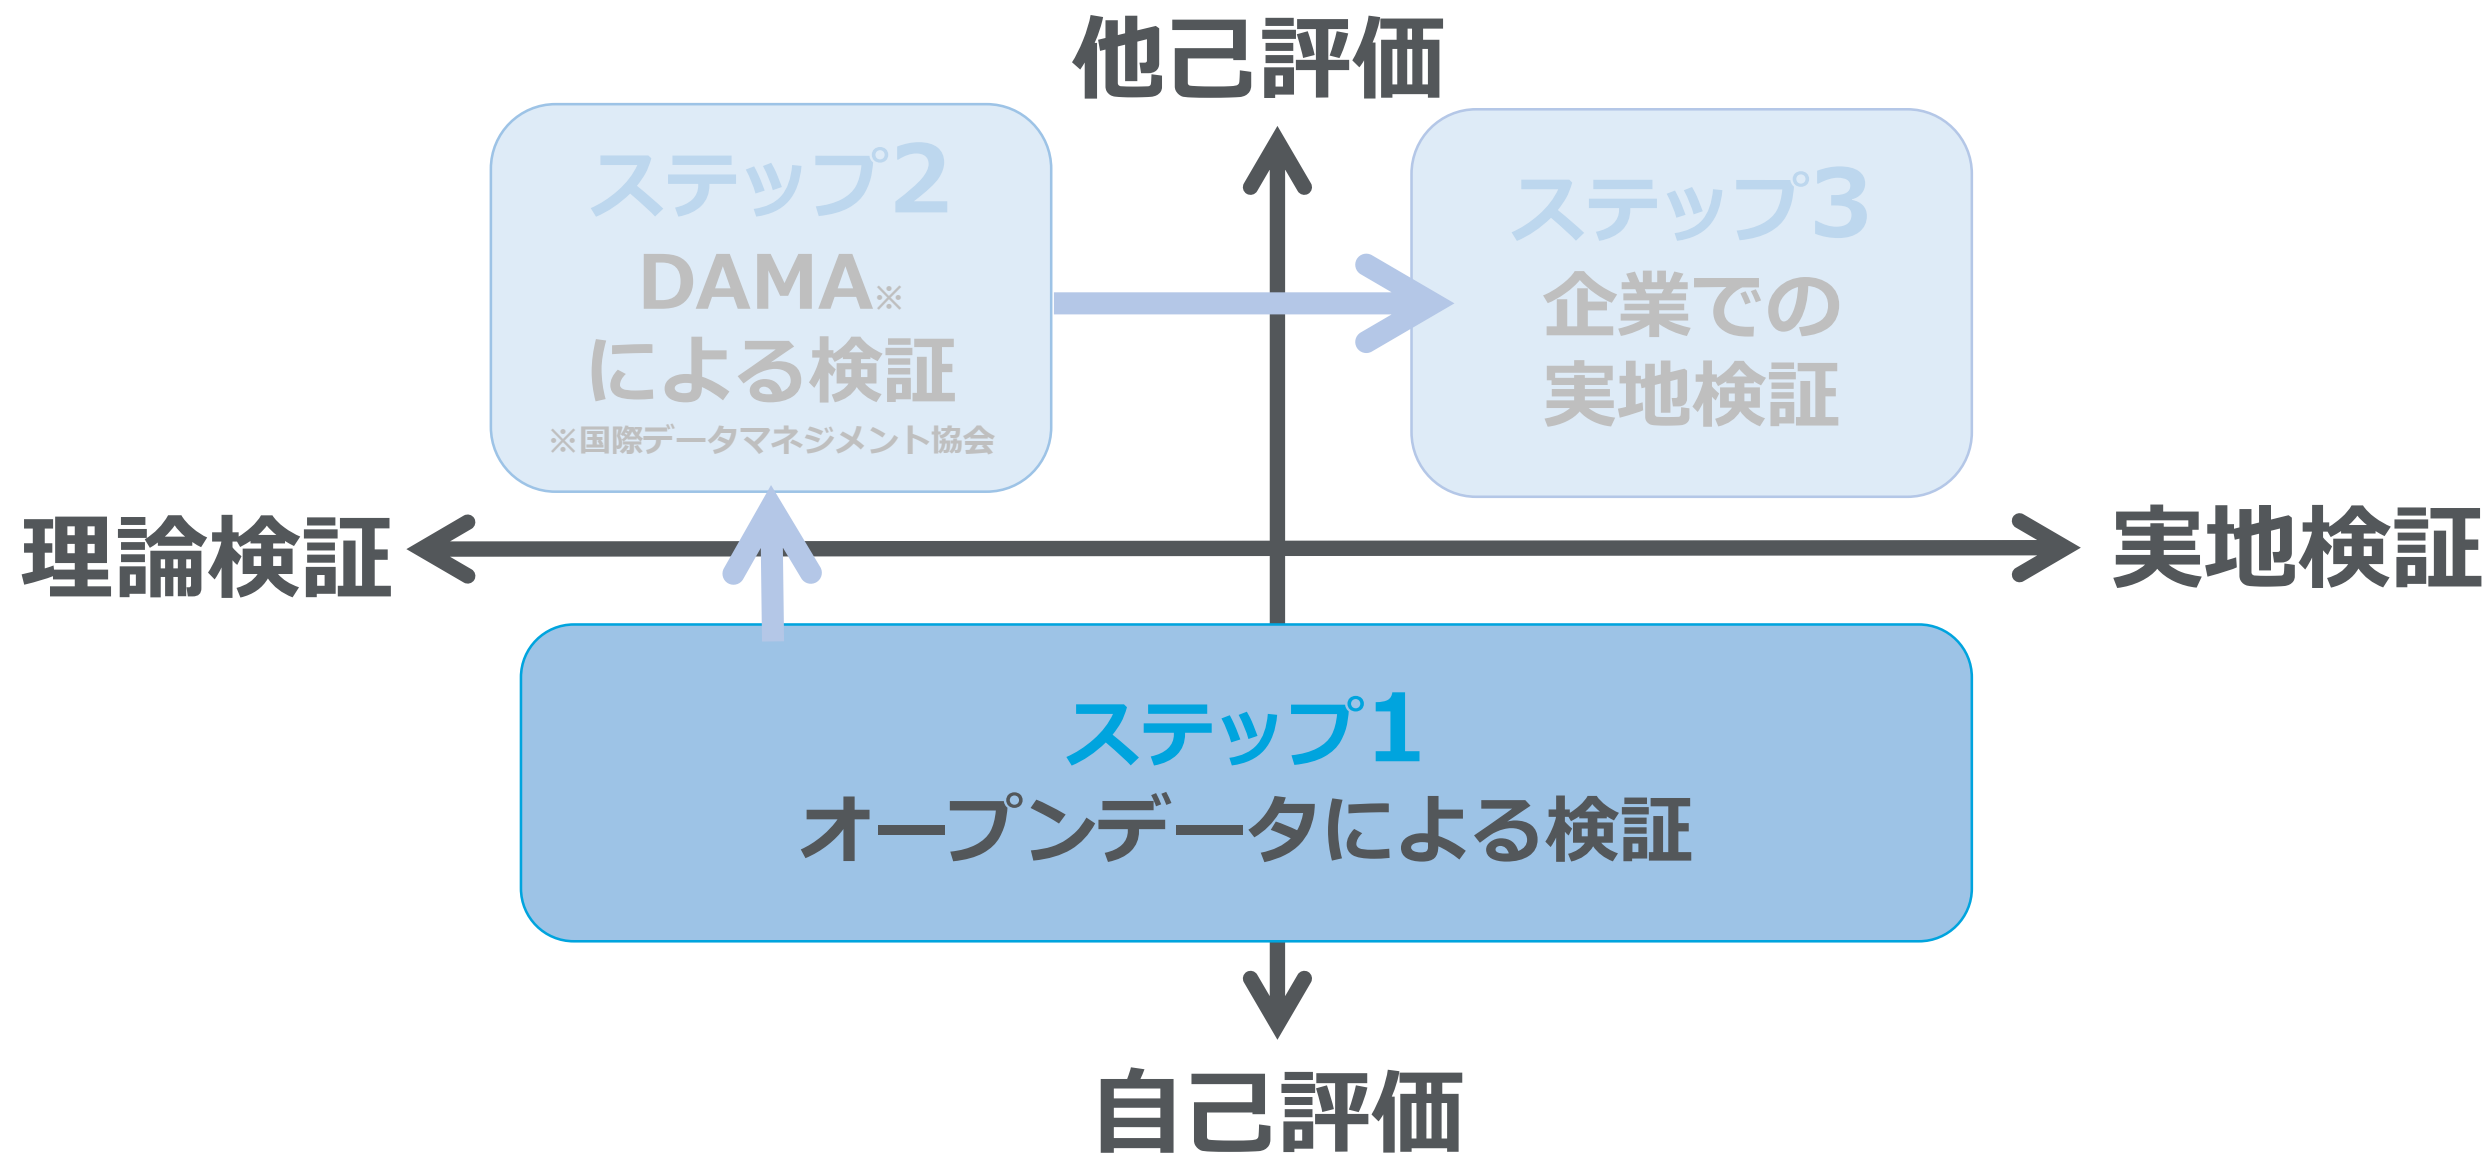 他己評価
ステップ2
DAMA※
による検証
※国際データマネジメント協会
ステップ3
企業での
実地検証
理論検証
実地検証
ステップ1
オープンデータによる検証
自己評価